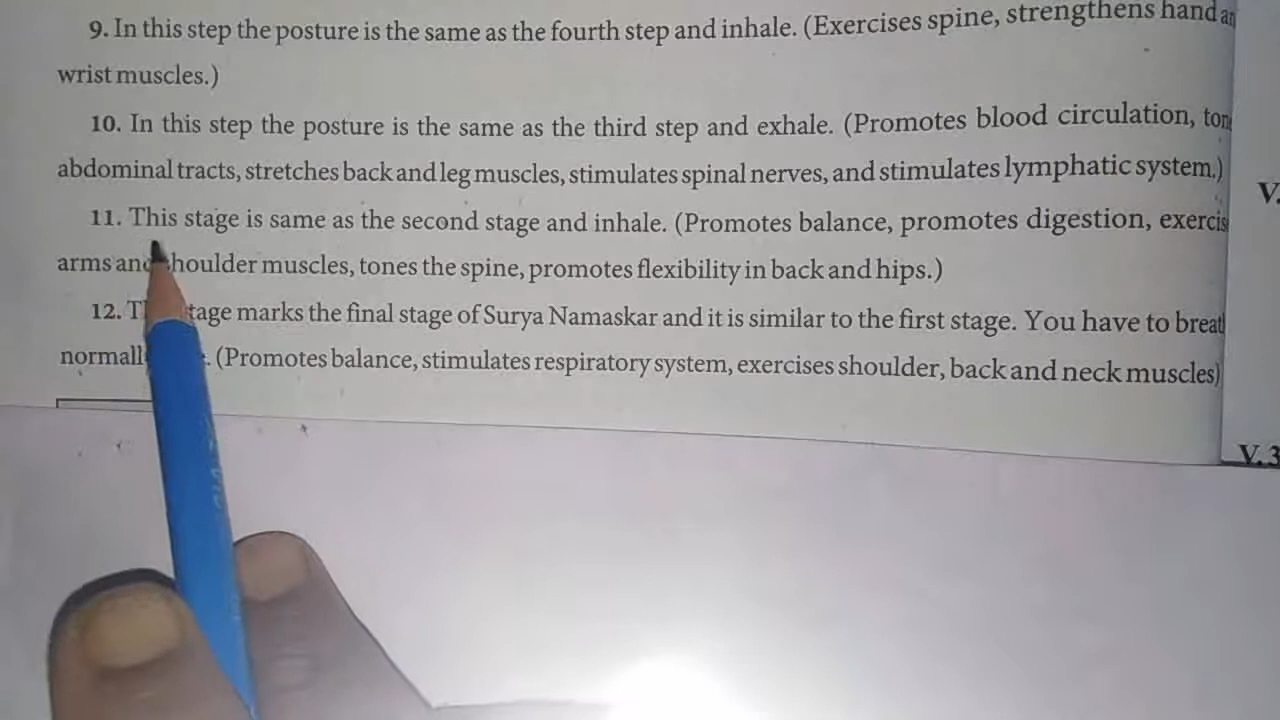 9. In this step the posture is the same as the fourth step and inhale. (Exercises spine, strengthens hand
wrist muscles.)
10. In this step the posture is the same as the third step and exhale. (Promotes blood circulation,
abdominal tracts, stretches back and leg muscles, stimulates spinal nerves, and stimulates lymphatic system.)
11. This stage is same as the second stage and inhale. (Promotes balance, promotes digestion,
arms and shoulder muscles, tones the spine, promotes flexibility in back and hips.)
12. stage marks the final stage of Surya Namaskar and it is similar to the first stage. You have to
(Promotes balance, stimulates respiratory system, exercises shoulder, back and neck muscles)
V.
V.3